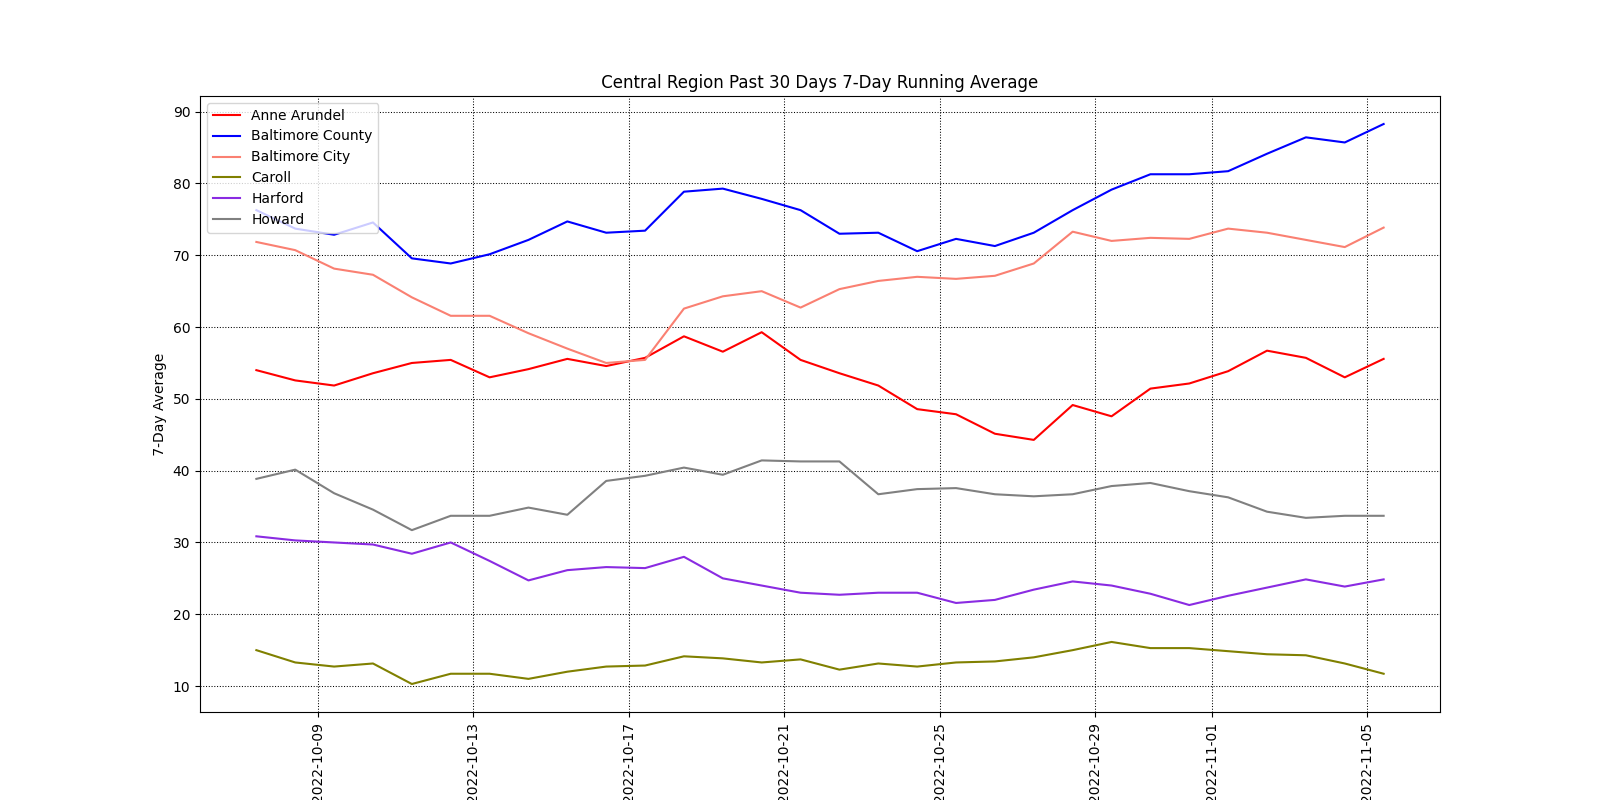 Central Region Past 30 Days 7-Day Running Average
Anne Arundel
Baltimore County
Baltimore City
Caroll
Harford
Howard
7-Day Average
90
80
70
60
50
40
30
20
10
2022-10-09
2022-10-13
2022-10-17
2022-10-21
2022-10-25
2022-10-29
2022-11-01
2022-11-05